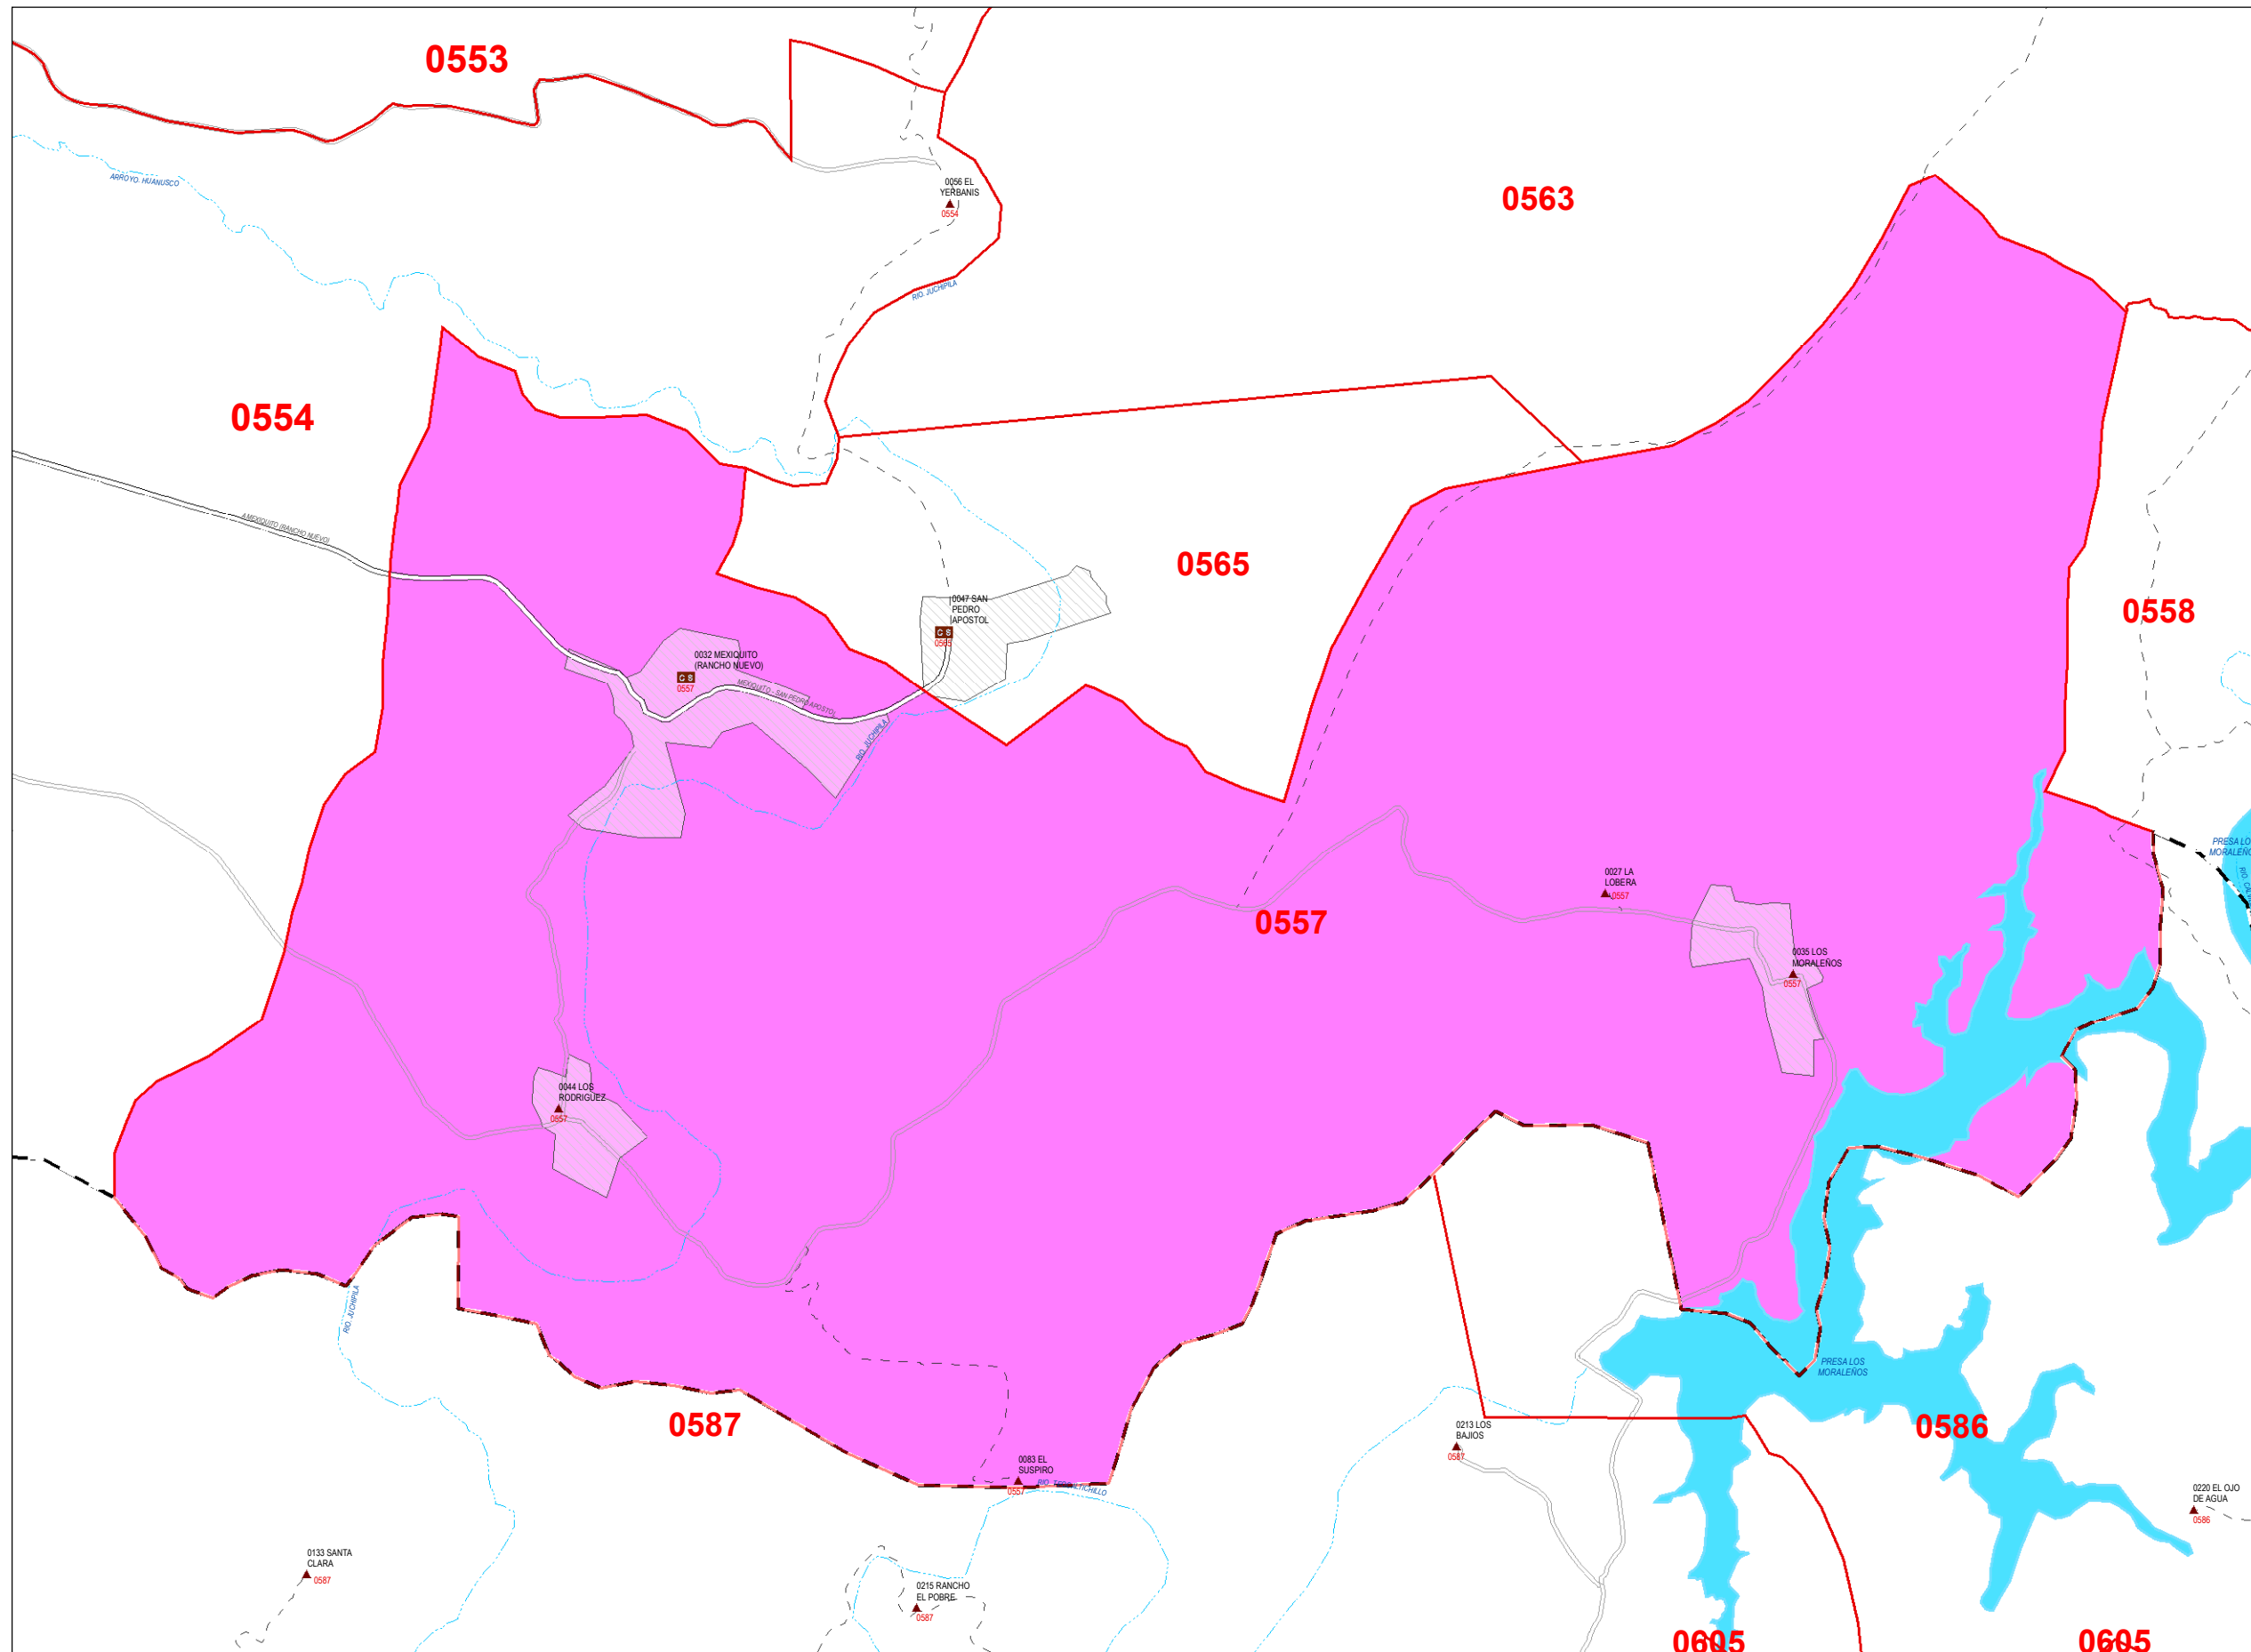 0553
ARROYO. HUANUSCO
0056 EL
YERBANIS
0554
0563
RIO. JUCHIPILA
0554
A MEXIQUITO (RANCHO NUEVO)
0565
0047 SAN
PEDRO
APOSTOL
C S
0565
0558
0032 MEXIQUITO
(RANCHO NUEVO)
C S
0557
MEXIQUITO - SAN PEDRO APOSTOL
RIO. JUCHIPILA
PRESA LOS
MORALEÑOS
0027 LA
LOBERA
0557
0557
0035 LOS
MORALEÑOS
0557
0044 LOS
RODRIGUEZ
0557
RIO. JUCHIPILA
PRESA LOS
MORALEÑOS
0587
0586
0213 LOS
BAJIOS
0587
0083 EL
SUSPIRO
0557
0220 EL OJO
DE AGUA
0586
0133 SANTA
CLARA
0587
0215 RANCHO
EL POBRE
0587
0605
0605